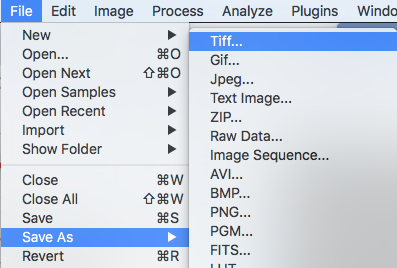 File Edit Image Process Analyze Plugins Windo
New
Open... ⌘O
Open Next ⇧⌘O
Open Samples ▶
Open Recent ▶
Import ▶
Show Folder ▶
Close ⌘W
Close All ⇧⌘W
Save ⌘S
Save As ▶
Revert ⌘R
Tiff...
Gif...
Jpeg...
Text Image...
ZIP...
Raw Data...
Image Sequence...
AVI...
BMP...
PNG...
PGM...
FITS...